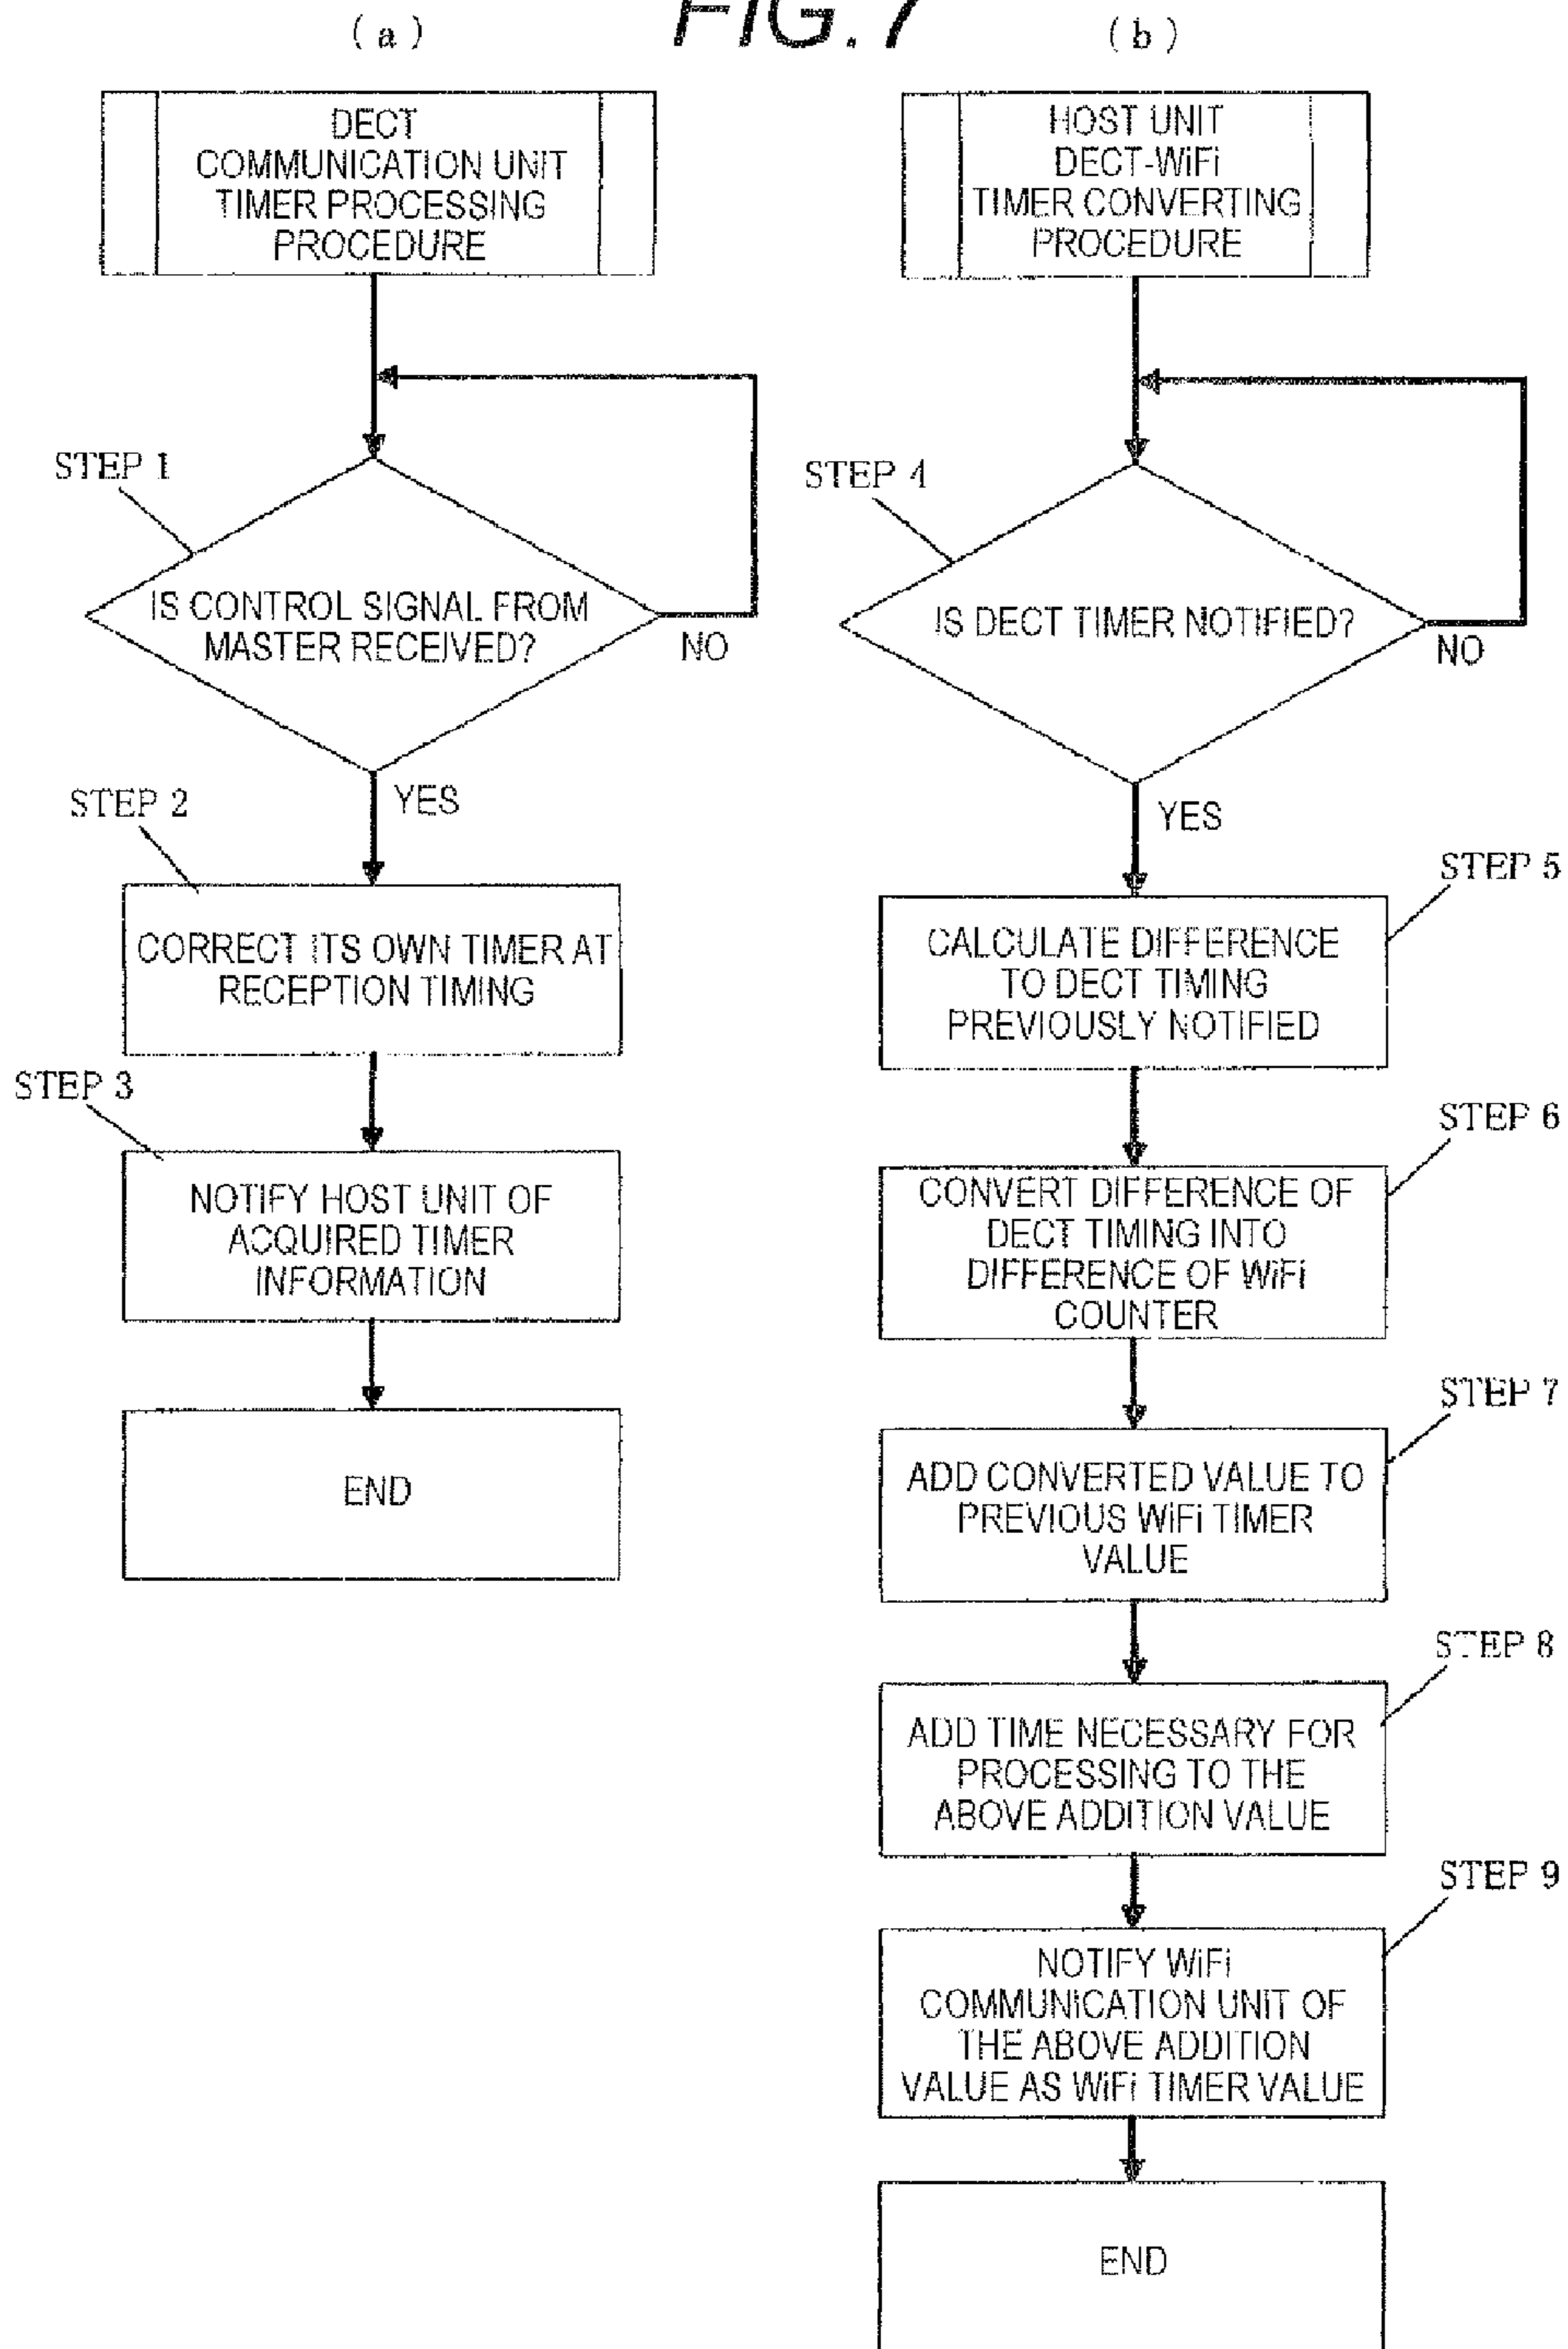 FIG. 7
(a)
DECT
COMMUNICATION UNIT
TIMER PROCESSING
PROCEDURE
STEP 1
IS CONTROL SIGNAL FROM
MASTER RECEIVED?
NO
YES
STEP 2
CORRECT ITS OWN TIMER AT
RECEPTION TIMING
STEP 3
NOTIFY HOST UNIT OF
ACQUIRED TIMER
INFORMATION
END
(b)
HOST UNIT
DECT-WiFi
TIMER CONVERTING
PROCEDURE
STEP 4
IS DECT TIMER NOTIFIED?
NO
YES
STEP 5
CALCULATE DIFFERENCE
TO DECT TIMING
PREVIOUSLY NOTIFIED
STEP 6
CONVERT DIFFERENCE OF
DECT TIMING INTO
DIFFERENCE OF WiFi
COUNTER
STEP 7
ADD CONVERTED VALUE TO
PREVIOUS WiFi TIMER
VALUE
STEP 8
ADD TIME NECESSARY FOR
PROCESSING TO THE
ABOVE ADDITION VALUE
STEP 9
NOTIFY WiFi
COMMUNICATION UNIT OF
THE ABOVE ADDITION
VALUE AS WiFi TIMER VALUE
END